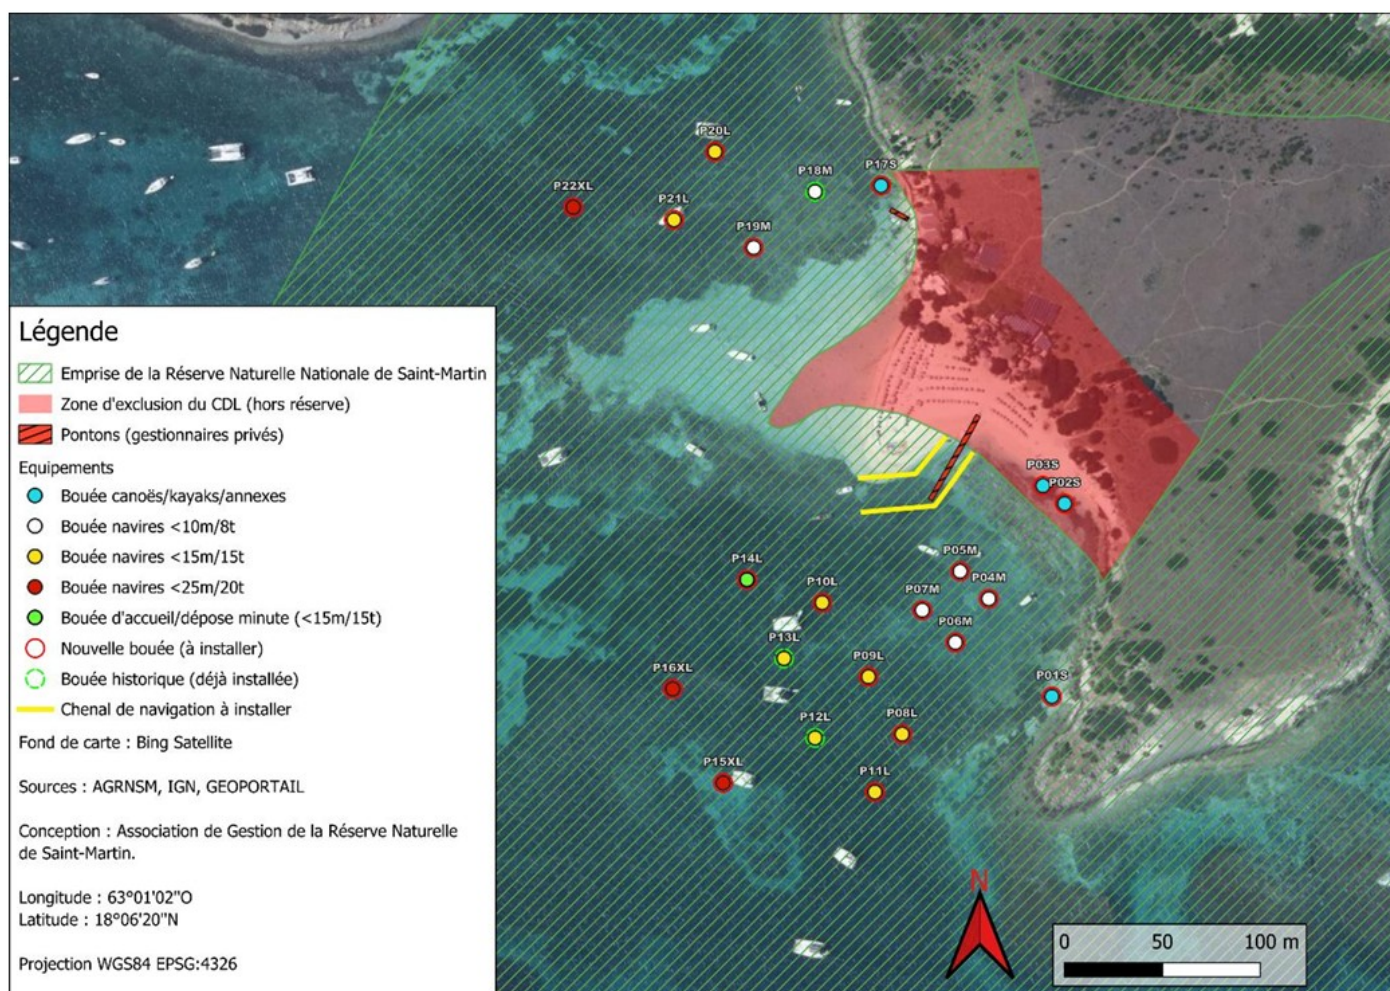 P20L
P18M
P17S
P22XL
P21L
P19M
Légende
Emprise de la Réserve Naturelle Nationale de Saint-Martin
Zone d'exclusion du CDL (hors réserve)
Pontons (gestionnaires privés)
Equipements
Bouée canoës/kayaks/annexes
Bouée navires <10m/8t
Bouée navires <15m/15t
Bouée navires <25m/20t
Bouée d'accueil/dépose minute (<15m/15t)
Nouvelle bouée (à installer)
Bouée historique (déjà installée)
Chenal de navigation à installer
Fond de carte : Bing Satellite
Sources : AGRNSM, IGN, GEOPORTAIL
Conception : Association de Gestion de la Réserve Naturelle
de Saint-Martin.
Longitude : 63°01'02"O
Latitude : 18°06'20"N
Projection WGS84 EPSG:4326
P03S
P02S
P05M
P14L
P10L
P07M
P04M
P06M
P13L
P09L
P16XL
P01S
P12L
P08L
P15XL
P11L
N
0 50 100 m